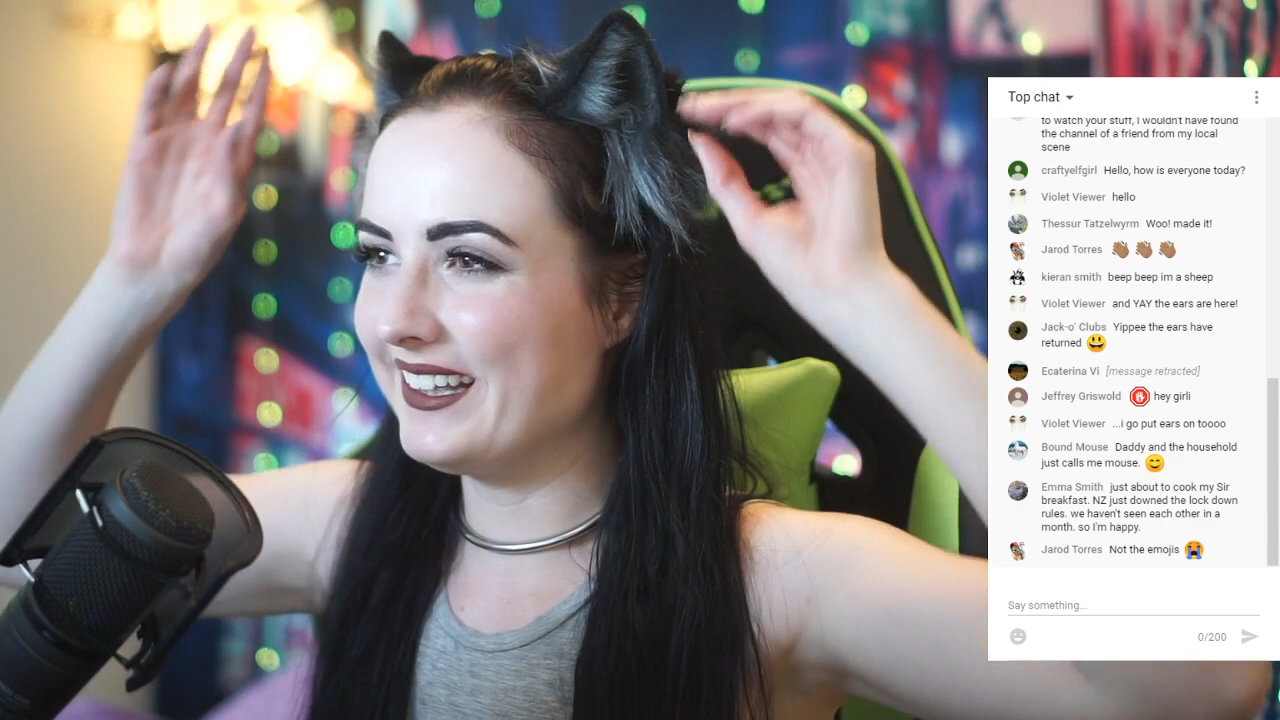 Top chat
to watch your stuff, I wouldn't have found
the channel of a friend from my local
scene
craftyelfgirl Hello, how is everyone today?
Violet Viewer hello
Thessur Tatzelwyrm Woo! made it!
Jarod Torres 👋🏽👋🏽👋🏽
kieran smith beep beep im a sheep
Violet Viewer and YAY the ears are here!
Jack-o' Clubs Yippee the ears have
returned 😃
Ecaterina Vi [message retracted]
Jeffrey Griswold hey girli
Violet Viewer ...i go put ears on toooo
Bound Mouse Daddy and the household
just calls me mouse. 😊
Emma Smith just about to cook my Sir
breakfast. NZ just downed the lock down
rules. we haven't seen each other in a
month. so I'm happy.
Jarod Torres Not the emojis 😭
Say something...
0/200